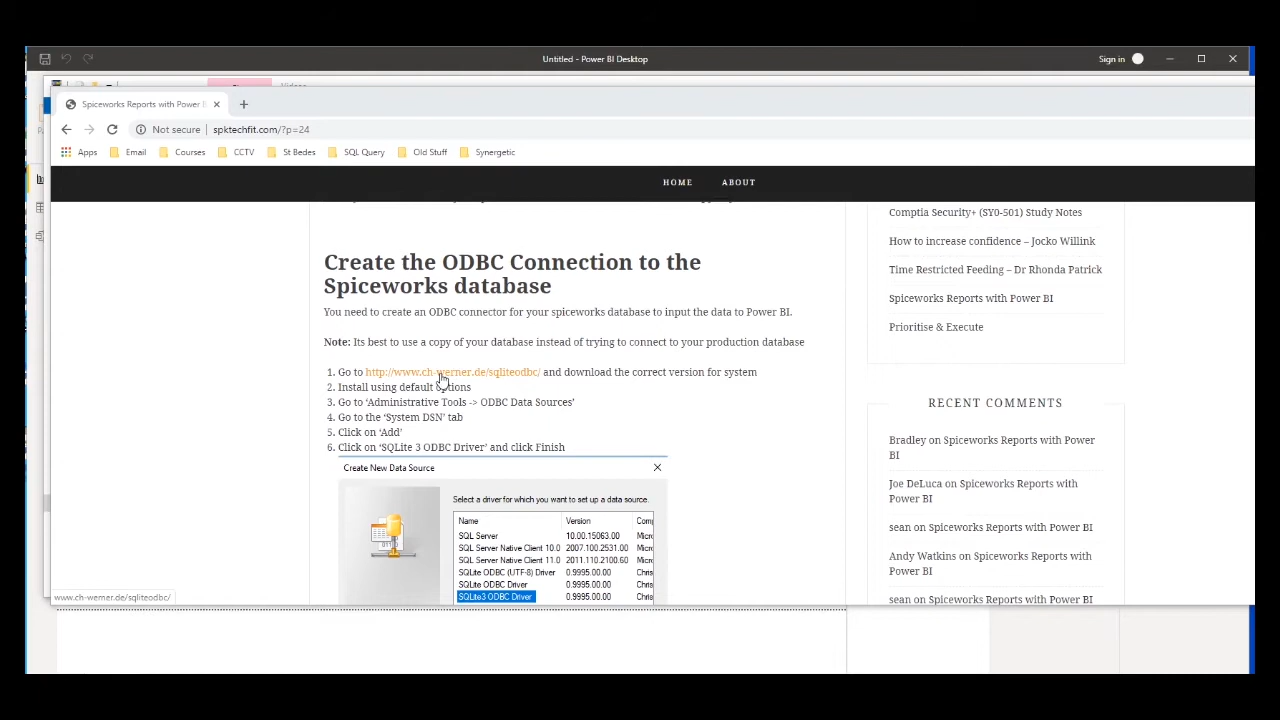 Untitled - Power BI Desktop
Sign in
Spiceworks Reports with Power B
Not secure spktechfit.com/?p=24
Apps Email Courses CCTV St Bedes SQL Query Old Stuff Synergetic
HOME ABOUT
Create the ODBC Connection to the
Spiceworks database
You need to create an ODBC connector for your spiceworks database to input the data to Power BI.
Note: Its best to use a copy of your database instead of trying to connect to your production database
1. Go to http://www.ch-werner.de/sqliteodbc/ and download the correct version for system
2. Install using default options
3. Go to ‘Administrative Tools -> ODBC Data Sources’
4. Go to the ‘System DSN’ tab
5. Click on ‘Add’
6. Click on ‘SQLite 3 ODBC Driver’ and click Finish
Create New Data Source
Select a driver for which you want to set up a data source.
Name Version Comp
SQL Server 10.00.15063.00 Micro
SQL Server Native Client 10.0 2007.100.2531.00 Micro
SQL Server Native Client 11.0 2011.110.2100.60 Micro
SQLite ODBC (UTF-8) Driver 0.9995.00.00 Chris
SQLite ODBC Driver 0.9995.00.00 Chris
SQLite3 ODBC Driver 0.9995.00.00 Chris
www.ch-werner.de/sqliteodbc/
Comptia Security+ (SY0-501) Study Notes
How to increase confidence – Jocko Willink
Time Restricted Feeding – Dr Rhonda Patrick
Spiceworks Reports with Power BI
Prioritise & Execute
RECENT COMMENTS
Bradley on Spiceworks Reports with Power
BI
Joe DeLuca on Spiceworks Reports with
Power BI
sean on Spiceworks Reports with Power BI
Andy Watkins on Spiceworks Reports with
Power BI
sean on Spiceworks Reports with Power BI